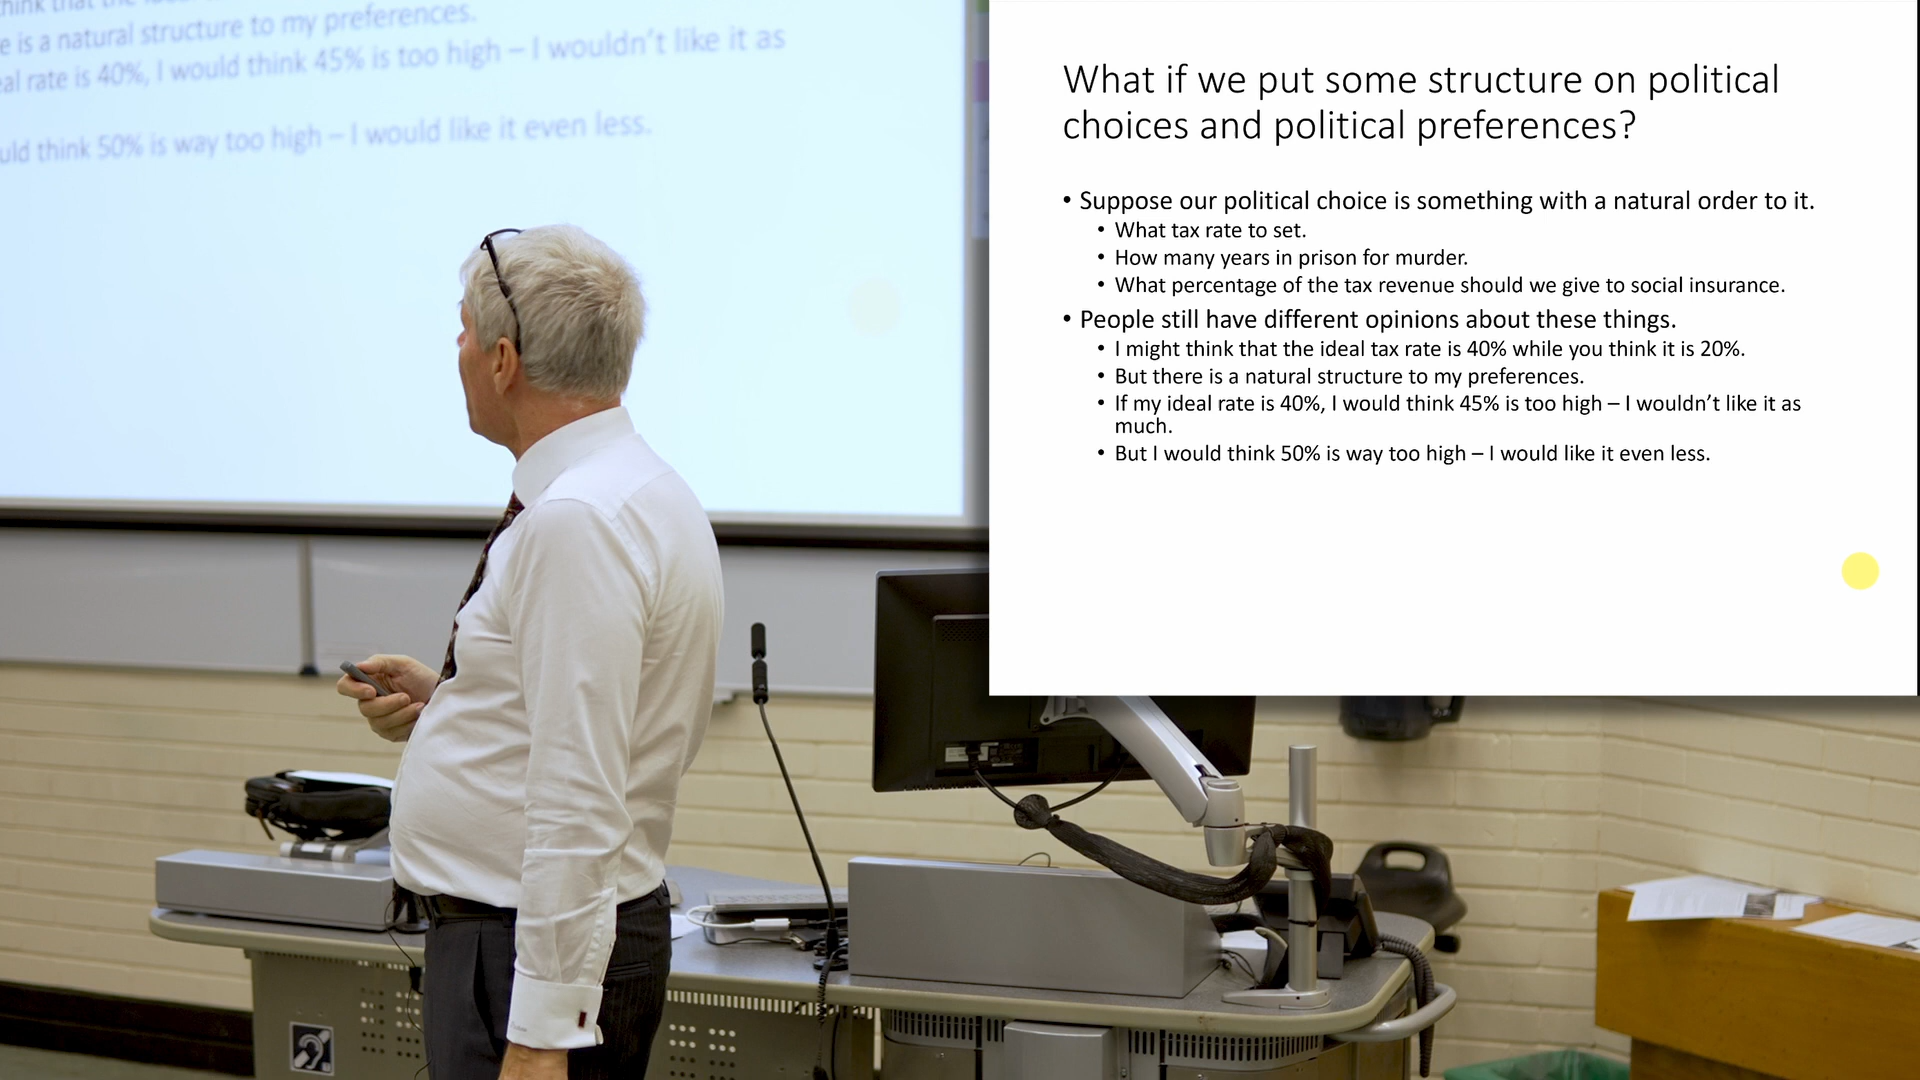 think that the
e is a natural structure to my preferences.
al rate is 40%, I would think 45% is too high – I wouldn't like it as
uld think 50% is way too high – I would like it even less.
What if we put some structure on political
choices and political preferences?
• Suppose our political choice is something with a natural order to it.
• What tax rate to set.
• How many years in prison for murder.
• What percentage of the tax revenue should we give to social insurance.
• People still have different opinions about these things.
• I might think that the ideal tax rate is 40% while you think it is 20%.
• But there is a natural structure to my preferences.
• If my ideal rate is 40%, I would think 45% is too high – I wouldn't like it as
much.
• But I would think 50% is way too high – I would like it even less.